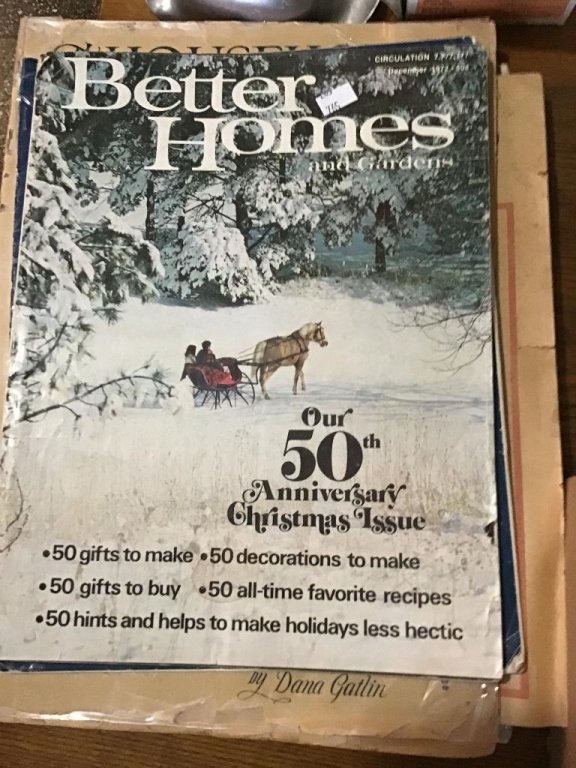 CIRCULATION
December
Better
Homes
and Gardens
Our
50th
Anniversary
Christmas Issue
•50 gifts to make •50 decorations to make
•50 gifts to buy •50 all-time favorite recipes
•50 hints and helps to make holidays less hectic
by Dana Gatlin